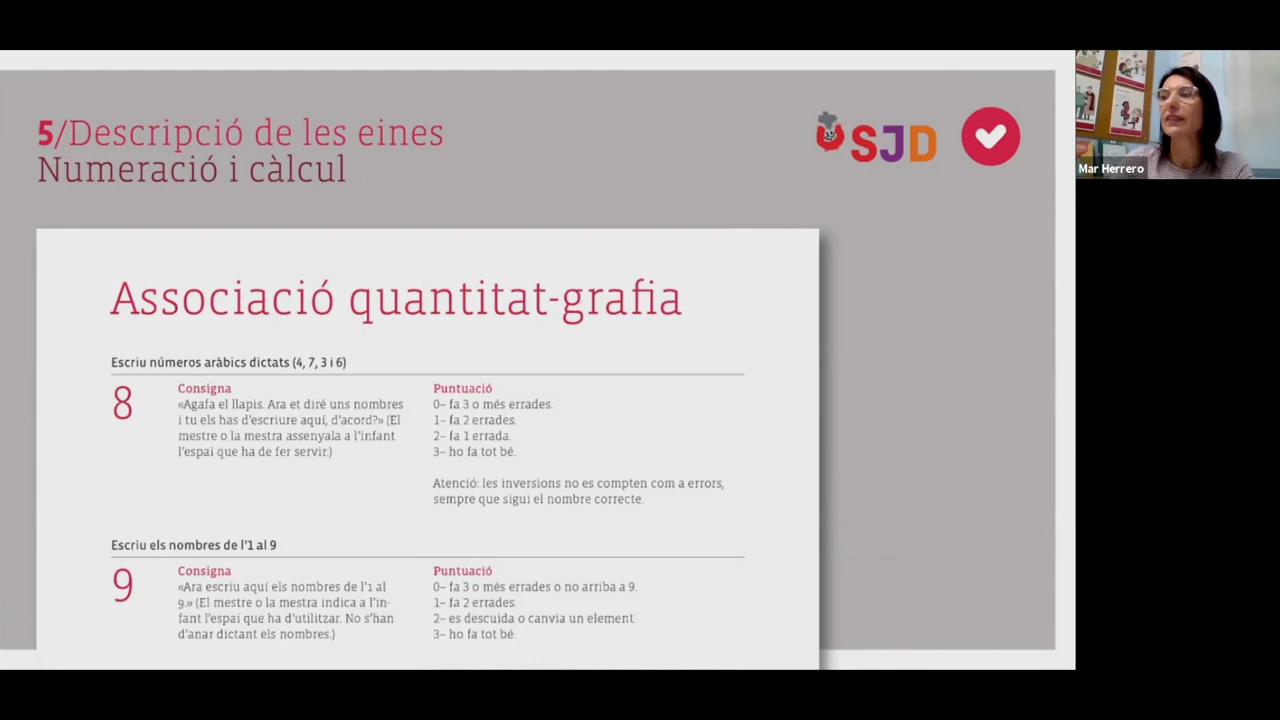 5/Descripció de les eines
Numeració i càlcul
SJD
Mar Herrero
Associació quantitat-grafia
Escriu números aràbics dictats (4, 7, 3 i 6)
8
Consigna
«Agafa el llapis. Ara et diré uns nombres
i tu els has d'escriure aquí, d'acord?» (El
mestre o la mestra assenyala a l'infant
l'espai que ha de fer servir.)
Puntuació
0– fa 3 o més errades.
1– fa 2 errades.
2– fa 1 errada.
3– ho fa tot bé.
Atenció: les inversions no es compten com a errors,
sempre que sigui el nombre correcte.
Escriu els nombres de l'1 al 9
9
Consigna
«Ara escriu aquí els nombres de l'1 al
9.» (El mestre o la mestra indica a l'in-
fant l'espai que ha d'utilitzar. No s'han
d'anar dictant els nombres.)
Puntuació
0– fa 3 o més errades o no arriba a 9.
1– fa 2 errades.
2– es descuida o canvia un element.
3– ho fa tot bé.